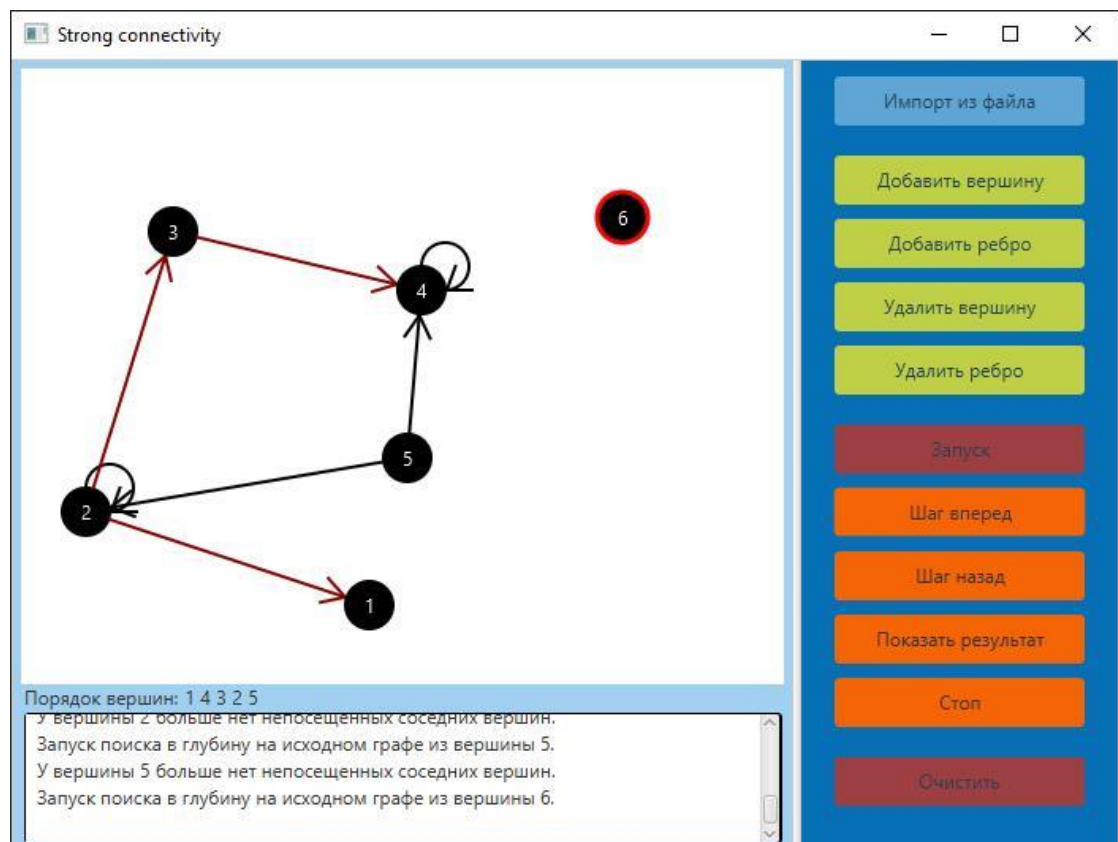 Strong connectivity
Импорт из файла
Добавить вершину
6
3
Добавить ребро
4
Удалить вершину
Удалить ребро
5
Запуск
2
Шаг вперед
Шаг назад
1
Показать результат
Порядок вершин: 1 4 3 2 5
Стоп
У вершины 2 больше нет непосещенных соседних вершин.
Запуск поиска в глубину на исходном графе из вершины 5.
У вершины 5 больше нет непосещенных соседних вершин.
Запуск поиска в глубину на исходном графе из вершины 6.
Очистить